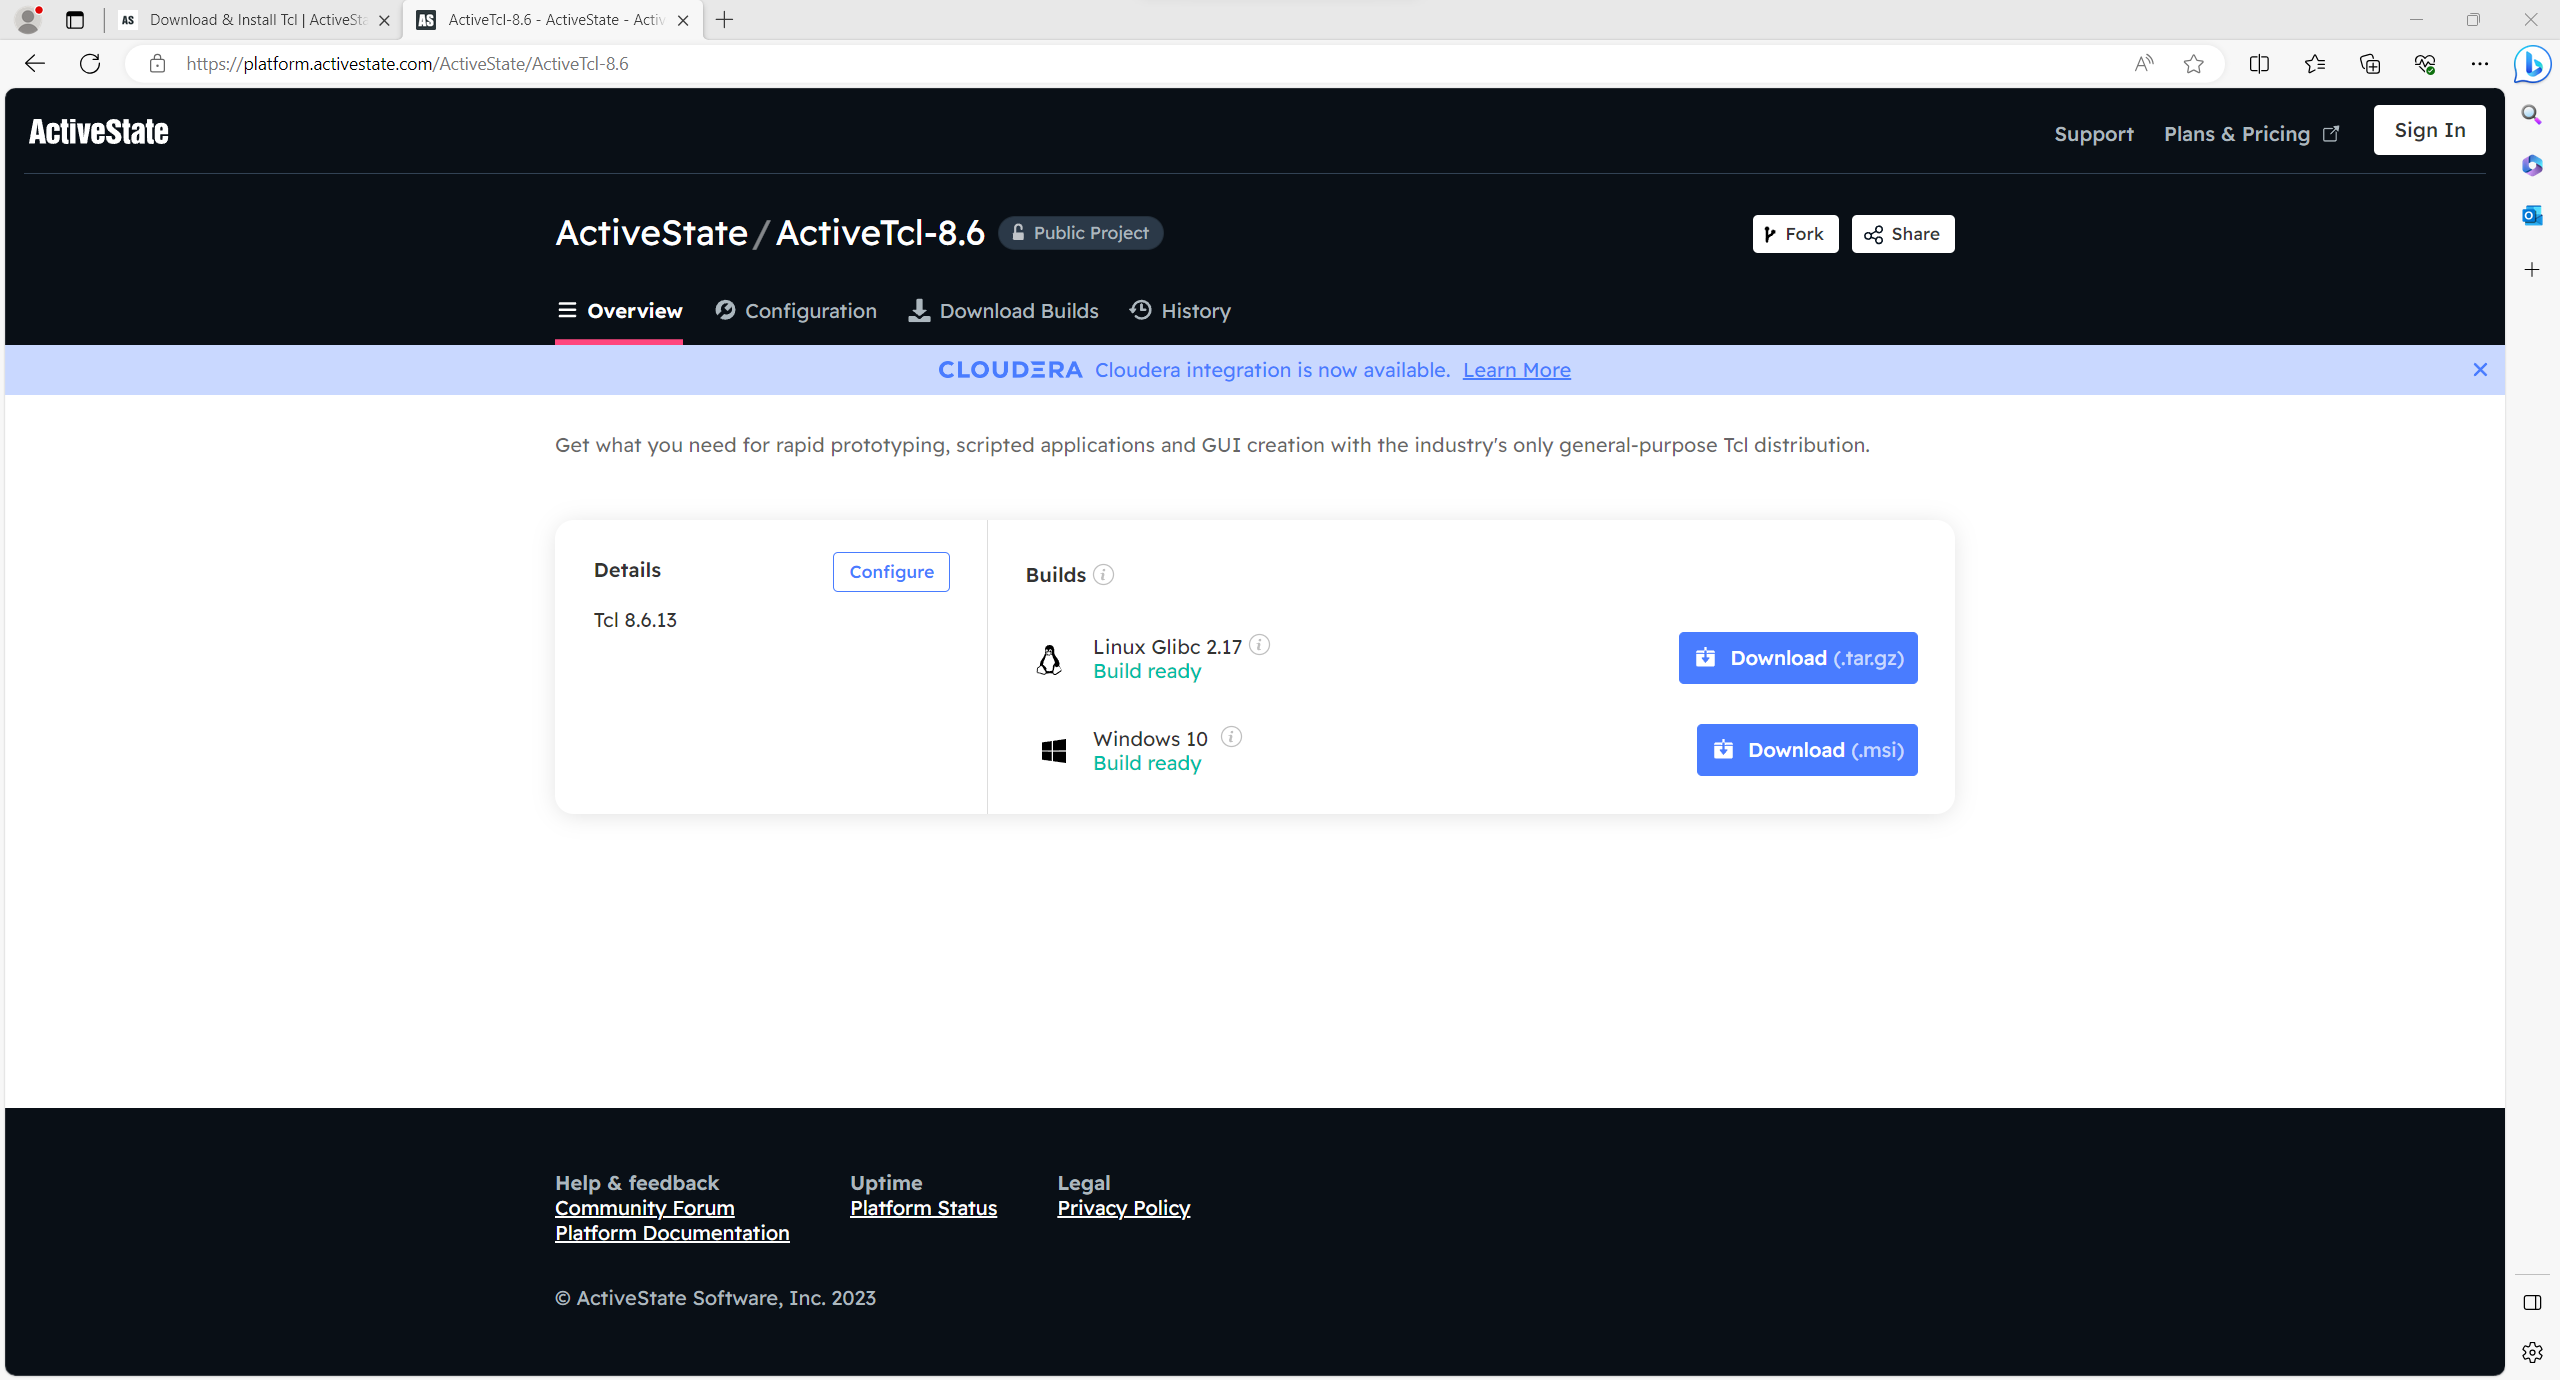 AS Download & Install Tcl | ActiveSta
AS ActiveTcl-8.6 - ActiveState - Activ
https://platform.activestate.com/ActiveState/ActiveTcl-8.6
ActiveState
Support
Plans & Pricing
Sign In
ActiveState / ActiveTcl-8.6
Public Project
Fork
Share
Overview
Configuration
Download Builds
History
CLOUDERA Cloudera integration is now available. Learn More
Get what you need for rapid prototyping, scripted applications and GUI creation with the industry's only general-purpose Tcl distribution.
Details
Configure
Tcl 8.6.13
Builds
Linux Glibc 2.17
Build ready
Download (.tar.gz)
Windows 10
Build ready
Download (.msi)
Help & feedback
Community Forum
Platform Documentation
Uptime
Platform Status
Legal
Privacy Policy
© ActiveState Software, Inc. 2023